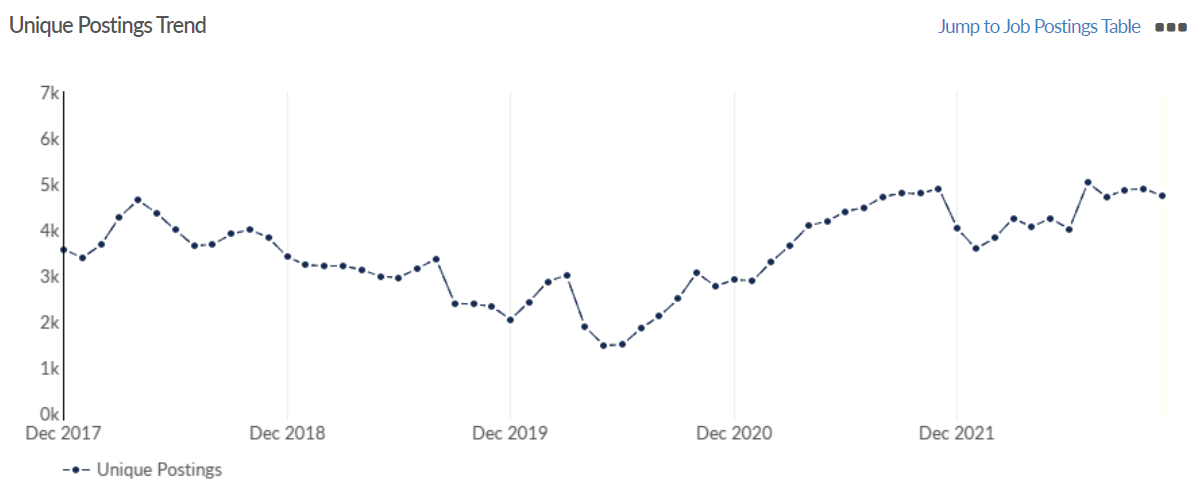 Unique Postings Trend
Jump to Job Postings Table
7k
6k
5k
4k
3k
2k
1k
0k
Dec 2017 Dec 2018 Dec 2019 Dec 2020 Dec 2021
Unique Postings